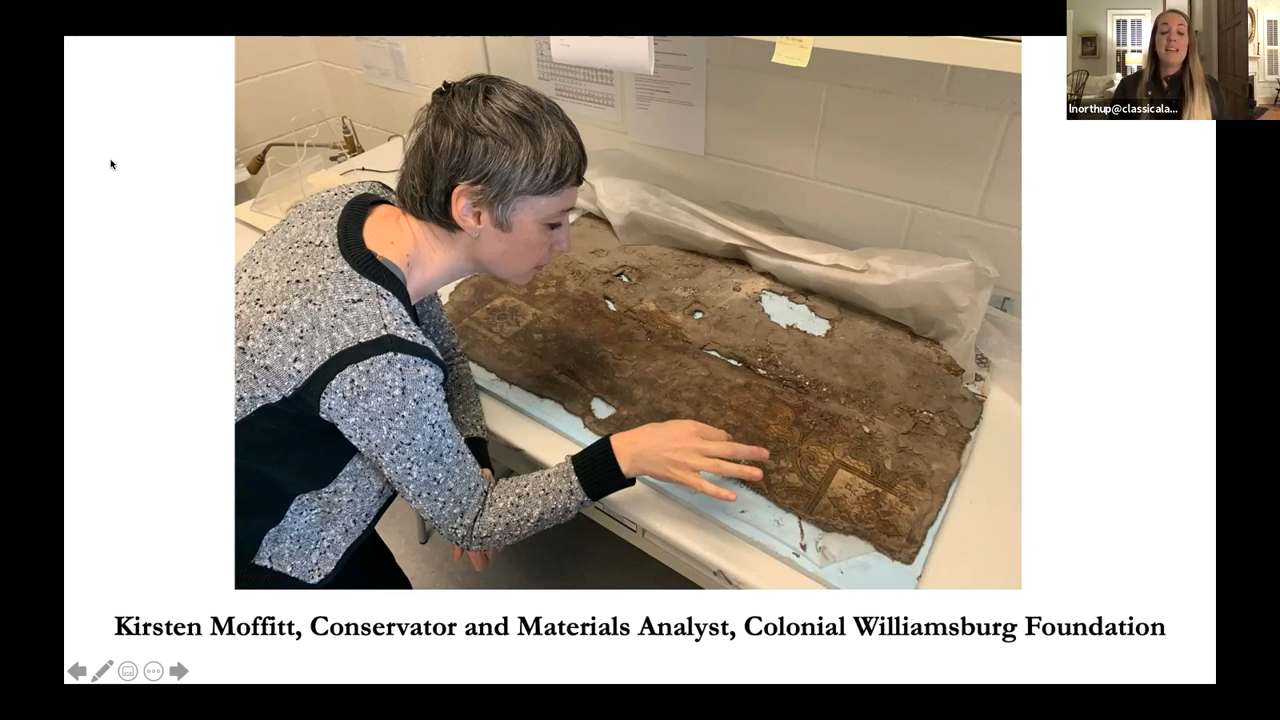 lnorthup@classicala...
Kirsten Moffitt, Conservator and Materials Analyst, Colonial Williamsburg Foundation